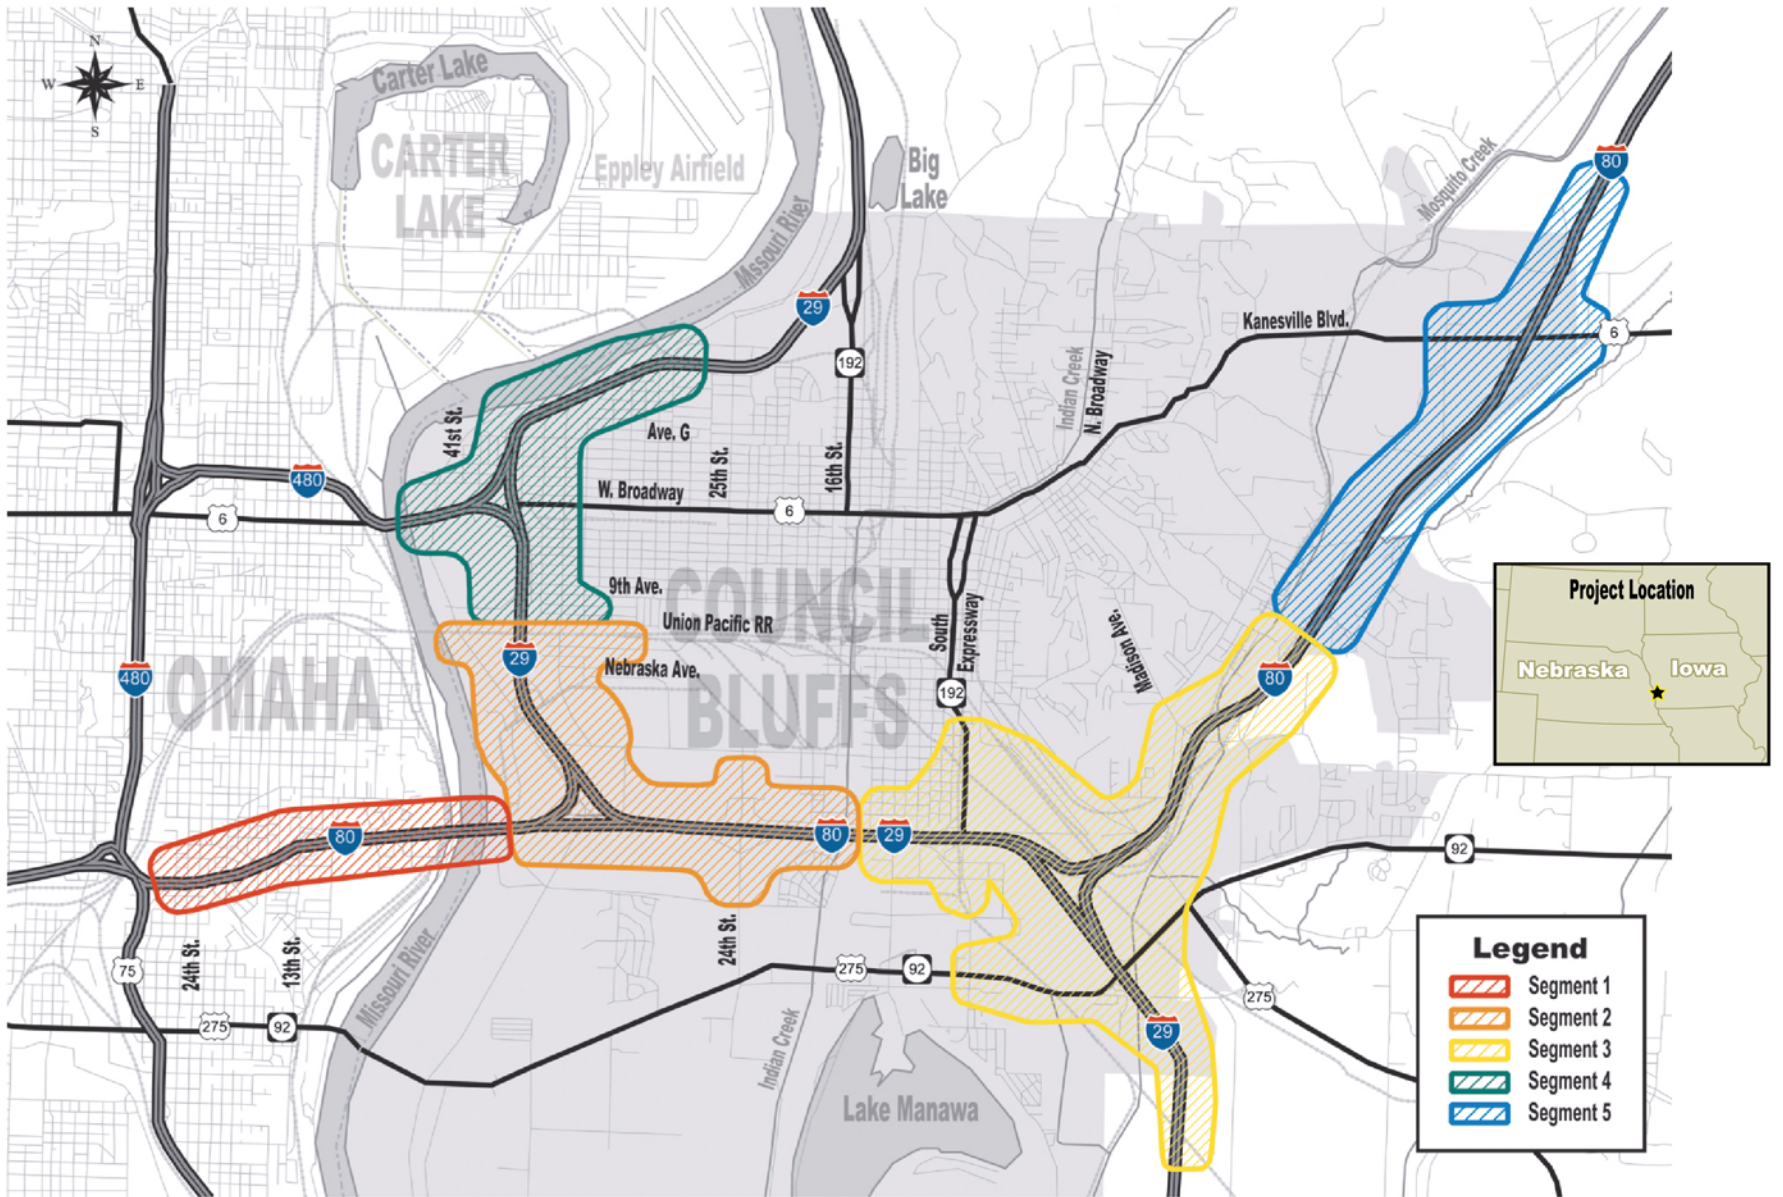 N
W
E
S
Carter Lake
CARTER
LAKE
Eppley Airfield
Big
Lake
Missouri River
Mosquito Creek
80
29
192
Kanesville Blvd.
6
Indian Creek
N. Broadway
41st St.
Ave. G
25th St.
16th St.
480
6
W. Broadway
6
9th Ave.
Union Pacific RR
COUNCIL
BLUFFS
South
Expressway
Madison Ave.
Project Location
Nebraska
Iowa
480
OMAHA
29
Nebraska Ave.
192
80
80
80
29
92
24th St.
75
24th St.
13th St.
Missouri River
275
92
275
275
92
29
Indian Creek
Lake Manawa
Legend
Segment 1
Segment 2
Segment 3
Segment 4
Segment 5